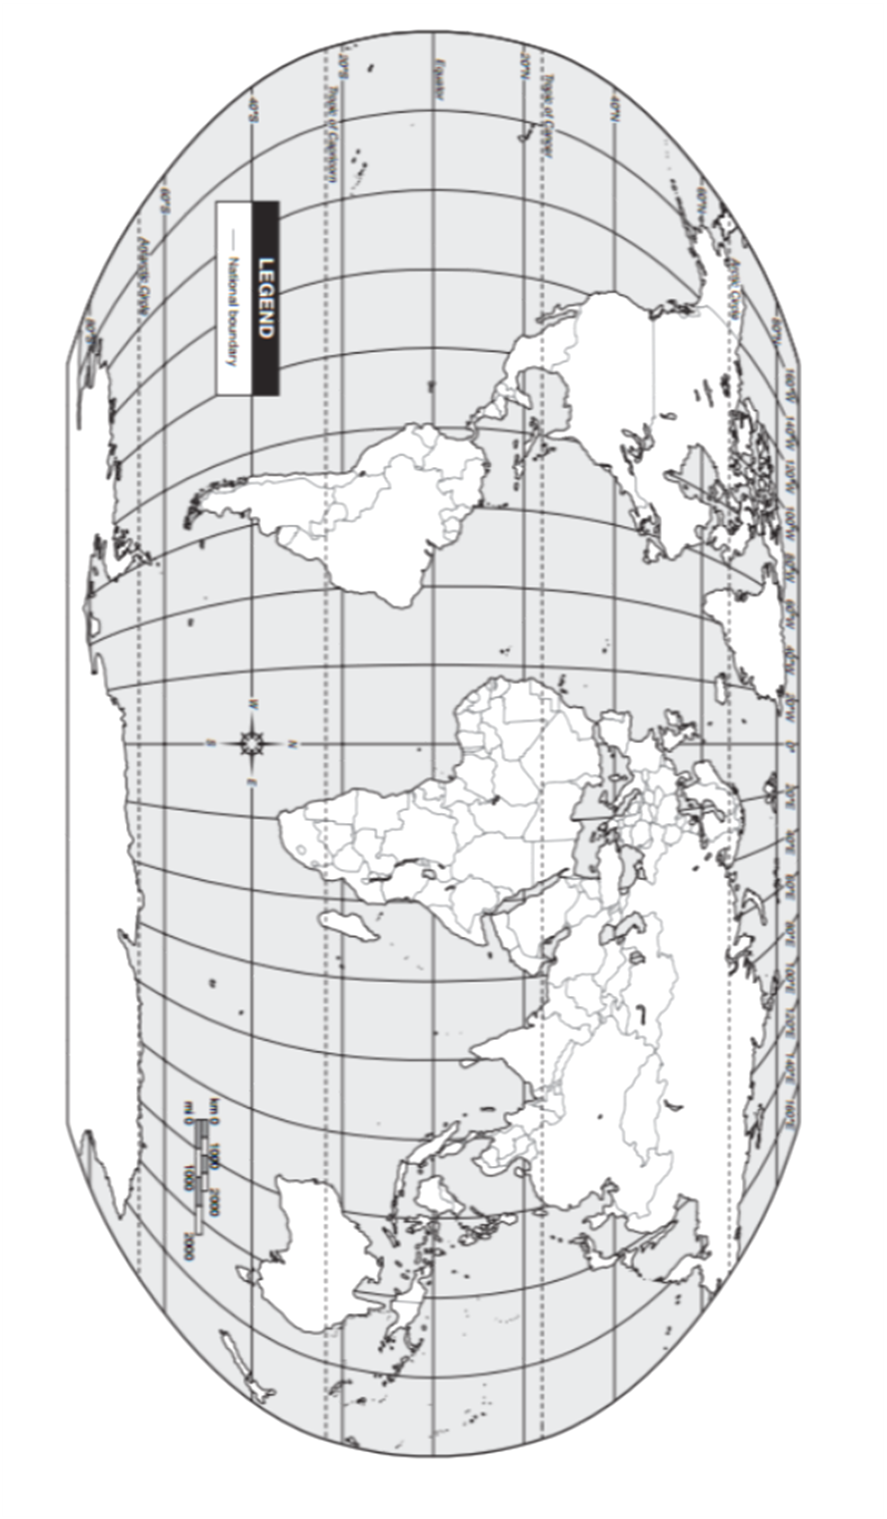 160°W
140°W
120°W
100°W
80°W
60°W
40°W
20°W
0°
20°E
40°E
60°E
80°E
100°E
120°E
140°E
160°E
80°N
Arctic Circle
60°N
40°N
Tropic of Cancer
20°N
Equator
20°S
Tropic of Capricorn
40°S
60°S
Antarctic Circle
80°S
LEGEND
National boundary
N
W
E
S
km 0 1000 2000
mi 0 1000 2000